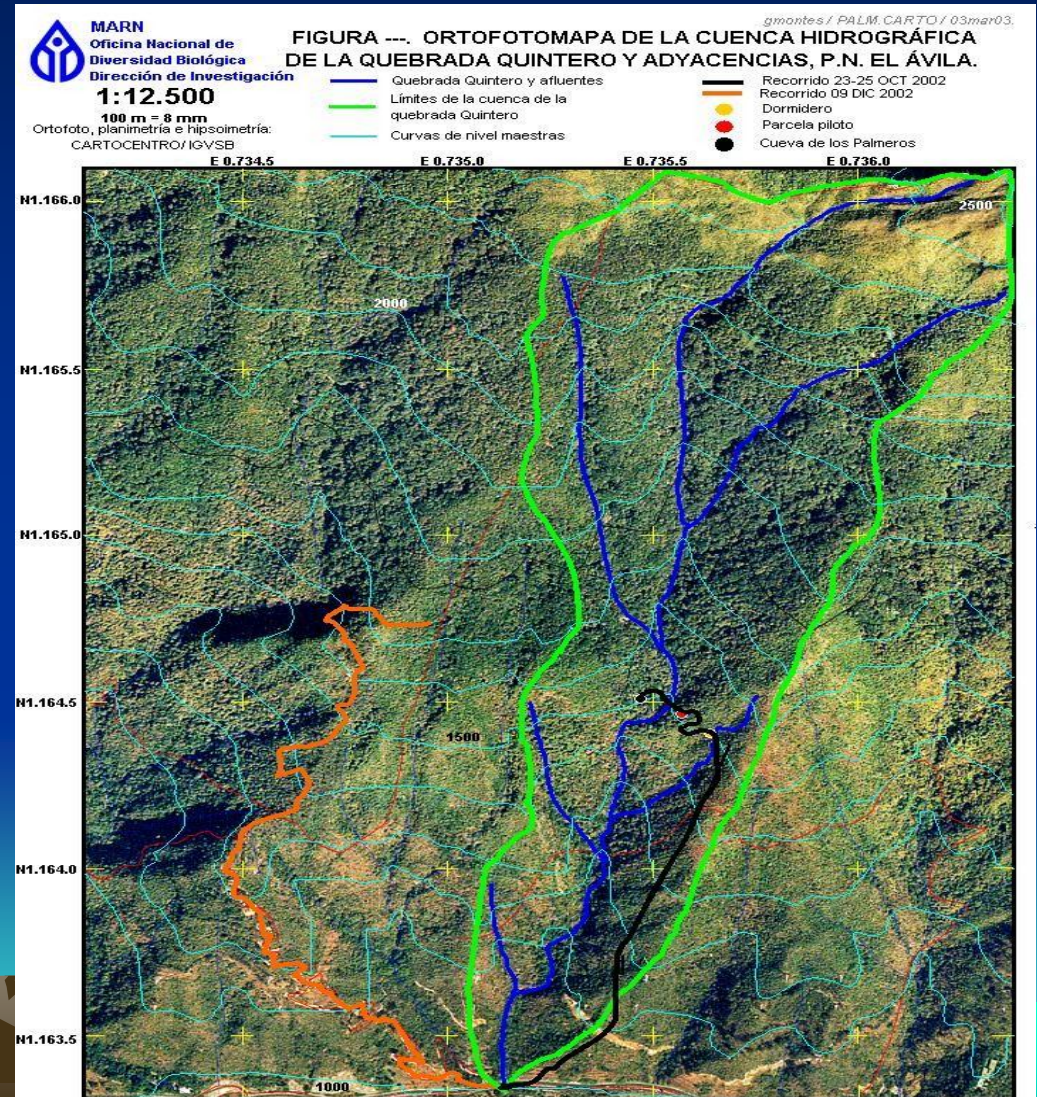 gmontes / PALM.CARTO / 03mar03.
MARN
Oficina Nacional de
Diversidad Biológica
Dirección de Investigación
1:12.500
100 m = 8 mm
Ortofoto, planimetría e hipsoimetría:
CARTOCENTRO/IGVSB
FIGURA ---. ORTOFOTOMAPA DE LA CUENCA HIDROGRÁFICA
DE LA QUEBRADA QUINTERO Y ADYACENCIAS, P.N. EL ÁVILA.
Quebrada Quintero y afluentes
Límites de la cuenca de la
quebrada Quintero
Curvas de nivel maestras
Recorrido 23-25 OCT 2002
Recorrido 09 DIC 2002
Dormidero
Parcela piloto
Cueva de los Palmeros
E 0.734.5
E 0.735.0
E 0.735.5
E 0.736.0
N1.166.0
2500
2000
N1.165.5
N1.165.0
N1.164.5
1500
N1.164.0
N1.163.5
1000